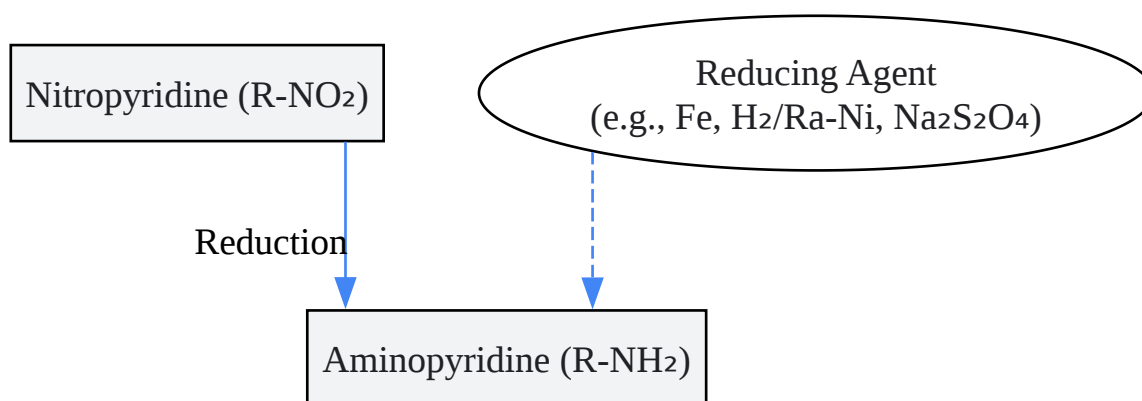 Nitropyridine (R-NO₂)
Reducing Agent
(e.g., Fe, H₂/Ra-Ni, Na₂S₂O₄)
Reduction
Aminopyridine (R-NH₂)